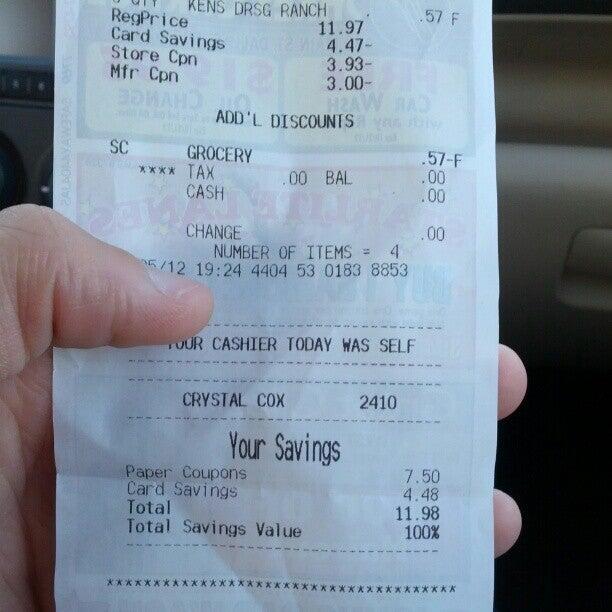 QTY KENS DRSG RANCH .57 F
RegPrice 11.97
Card Savings 4.47-
Store Cpn 3.93-
Mfr Cpn 3.00-
ADD'L DISCOUNTS
SC GROCERY .57-F
**** TAX .00 BAL .00
CASH .00
CHANGE .00
NUMBER OF ITEMS = 4
5/12 19:24 4404 53 0183 8853
YOUR CASHIER TODAY WAS SELF
CRYSTAL COX 2410
Your Savings
Paper Coupons 7.50
Card Savings 4.48
Total 11.98
Total Savings Value 100%
************************************